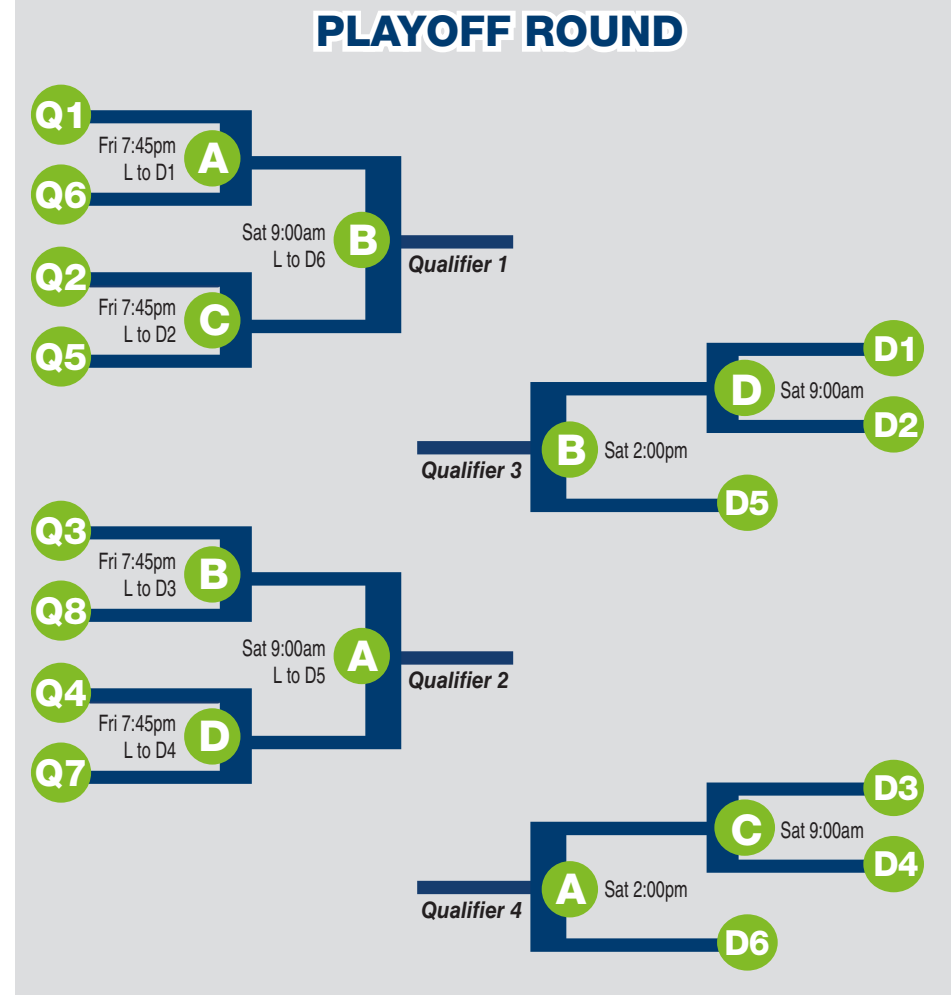 PLAYOFF ROUND
Q1
Fri 7:45pm
L to D1
A
Q6
Sat 9:00am
L to D6
B
Qualifier 1
Q2
Fri 7:45pm
L to D2
C
Q5
D1
D
Sat 9:00am
D2
B
Sat 2:00pm
Qualifier 3
D5
Q3
Fri 7:45pm
L to D3
B
Q8
Sat 9:00am
L to D5
A
Qualifier 2
Q4
Fri 7:45pm
L to D4
D
Q7
D3
C
Sat 9:00am
D4
A
Sat 2:00pm
Qualifier 4
D6